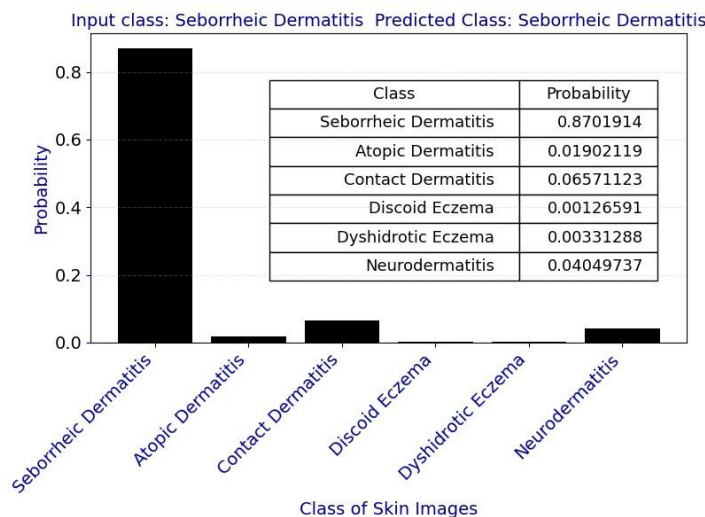 Input class: Seborrheic Dermatitis  Predicted Class: Seborrheic Dermatitis
Probability
0.8
0.6
0.4
0.2
0.0
Class Probability
Seborrheic Dermatitis 0.8701914
Atopic Dermatitis 0.01902119
Contact Dermatitis 0.06571123
Discoid Eczema 0.00126591
Dyshidrotic Eczema 0.00331288
Neurodermatitis 0.04049737
Seborrheic Dermatitis
Atopic Dermatitis
Contact Dermatitis
Discoid Eczema
Dyshidrotic Eczema
Neurodermatitis
Class of Skin Images